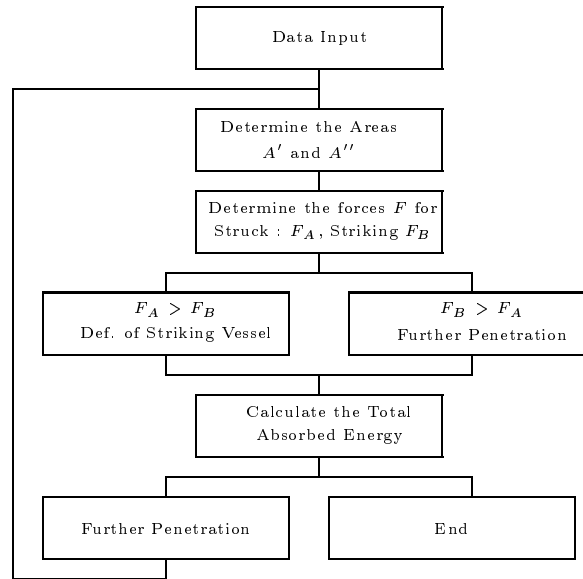 Data Input
Determine the Areas
A′ and A′′
Determine the forces F for
Struck : F_A, Striking F_B
F_A > F_B
Def. of Striking Vessel
F_B > F_A
Further Penetration
Calculate the Total
Absorbed Energy
Further Penetration
End